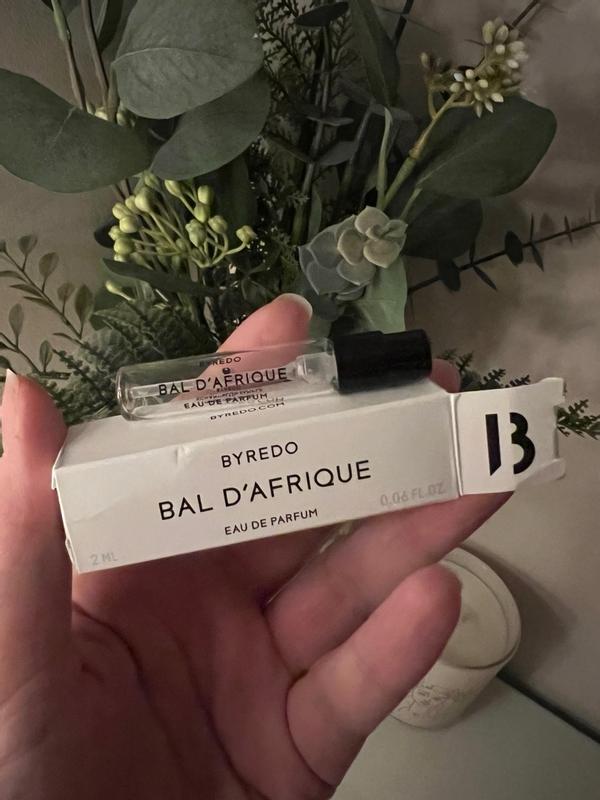 BYREDO
BAL D'AFRIQUE
EAU DE PARFUM
BYREDO.COM
B
BYREDO
BAL D'AFRIQUE
EAU DE PARFUM
2 ML
0.06 FL.OZ